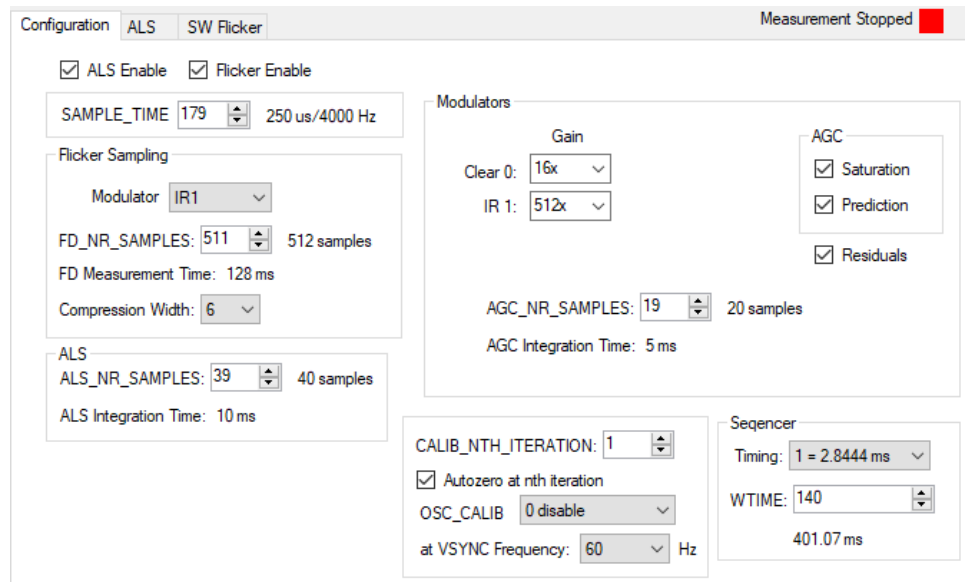 Configuration ALS SW Flicker
Measurement Stopped
ALS Enable Flicker Enable
SAMPLE_TIME 179 250 us/4000 Hz
Flicker Sampling
Modulator IR1
FD_NR_SAMPLES: 511 512 samples
FD Measurement Time: 128 ms
Compression Width: 6
ALS
ALS_NR_SAMPLES: 39 40 samples
ALS Integration Time: 10 ms
Modulators
Gain
Clear 0: 16x
IR 1: 512x
AGC
Saturation
Prediction
Residuals
AGC_NR_SAMPLES: 19 20 samples
AGC Integration Time: 5 ms
CALIB_NTH_ITERATION: 1
Autozero at nth iteration
OSC_CALIB 0 disable
at VSYNC Frequency: 60 Hz
Seqencer
Timing: 1 = 2.8444 ms
WTIME: 140
401.07 ms